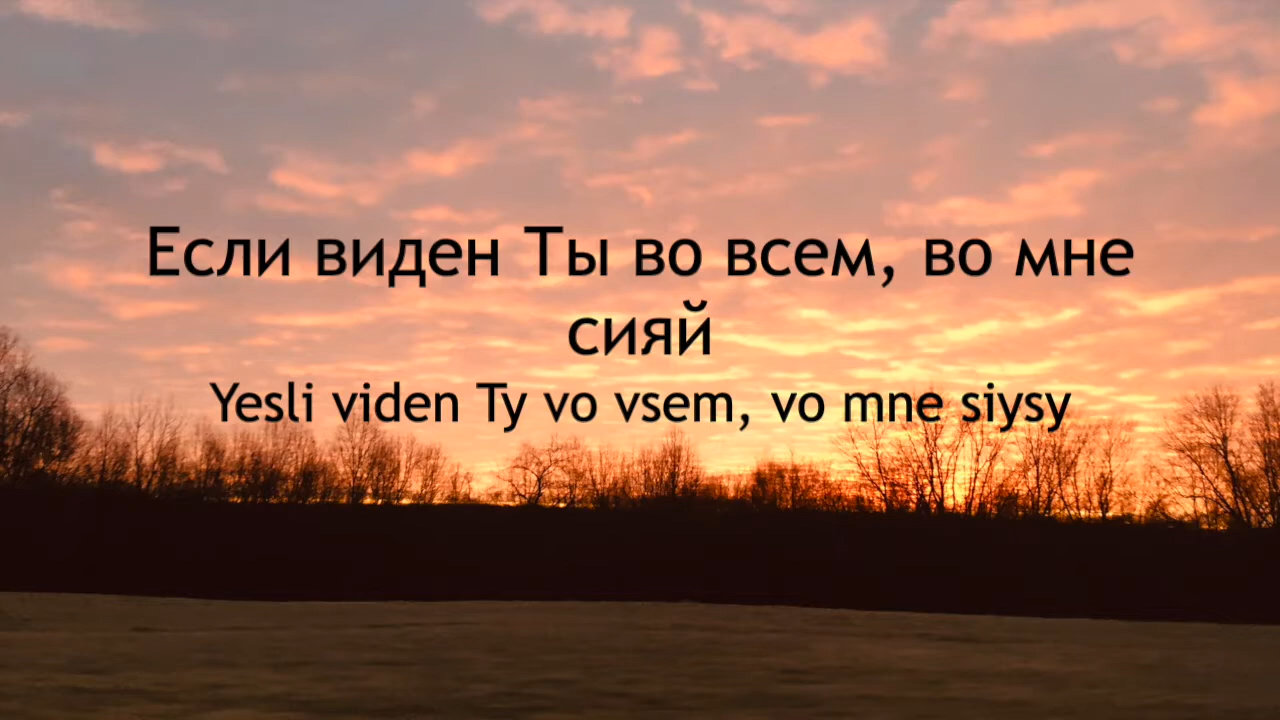 Если виден Ты во всем, во мне
сияй
Yesli viden Ty vo vsem, vo mne siysy